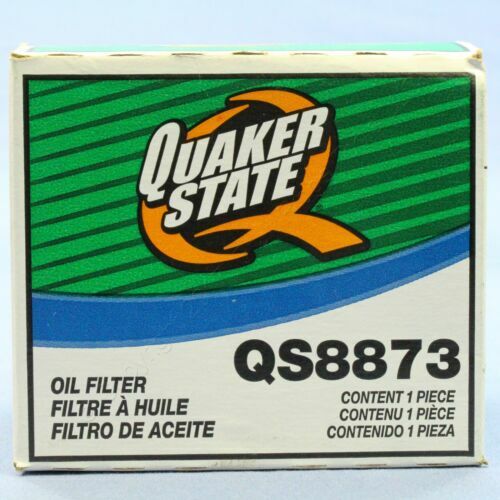 QUAKER
STATE
QS8873
OIL FILTER
FILTRE À HUILE
FILTRO DE ACEITE
CONTENT 1 PIECE
CONTENU 1 PIÈCE
CONTENIDO 1 PIEZA